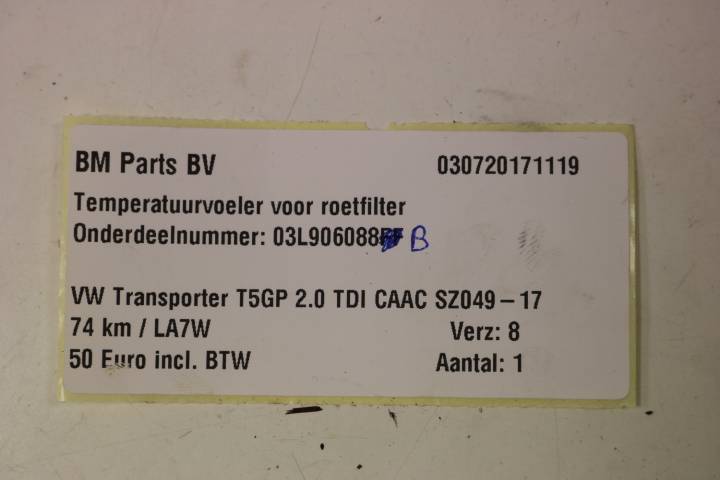 BM Parts BV 030720171119
Temperatuurvoeler voor roetfilter
Onderdeelnummer: 03L906088 B
VW Transporter T5GP 2.0 TDI CAAC SZ049-17
74 km / LA7W Verz: 8
50 Euro incl. BTW Aantal: 1